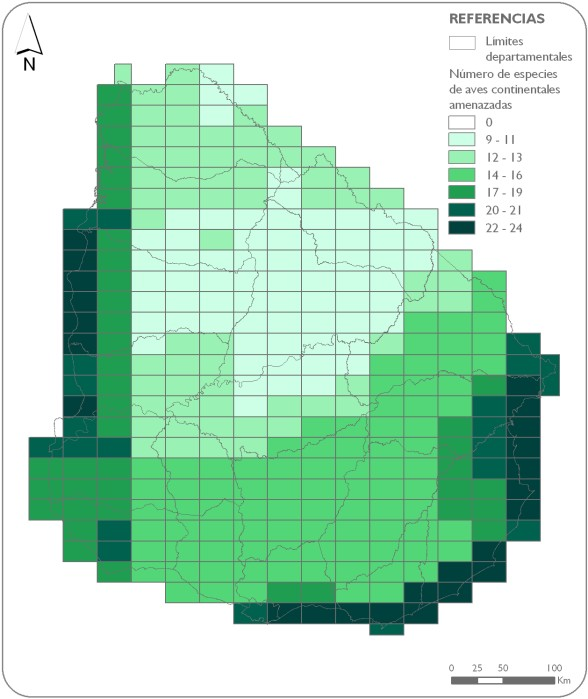 REFERENCIAS
Limites
departamentales
Número de especies
de aves continentales
amenazadas
0
9 - 11
12 - 13
14 - 16
17 - 19
20 - 21
22 - 24
N
0 25 50 100
Km